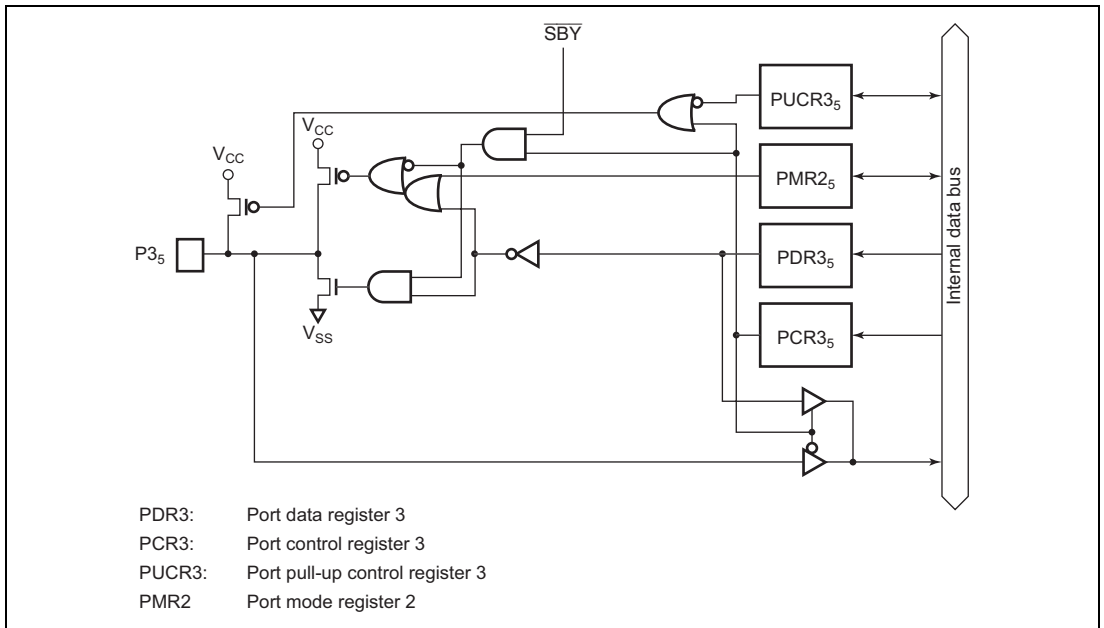 SBY
PUCR3₅
V_CC
V_CC
PMR2₅
P3₅
PDR3₅
Internal data bus
V_SS
PCR3₅
PDR3: Port data register 3
PCR3: Port control register 3
PUCR3: Port pull-up control register 3
PMR2 Port mode register 2